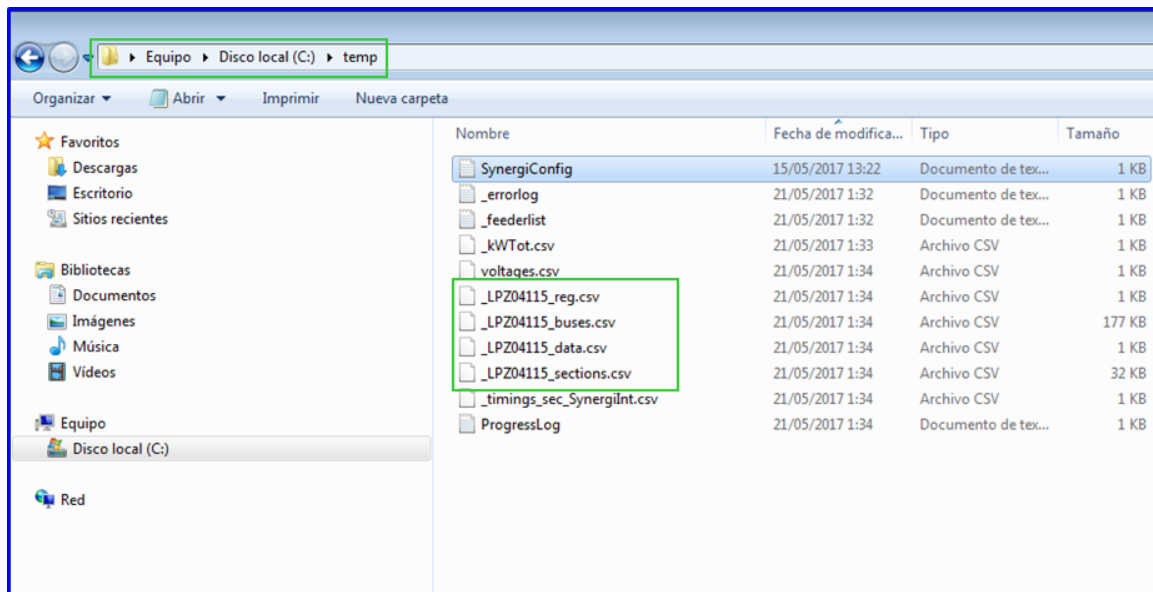 Equipo ▸ Disco local (C:) ▸ temp
Organizar Abrir Imprimir Nueva carpeta
Favoritos
Descargas
Escritorio
Sitios recientes
Bibliotecas
Documentos
Imágenes
Música
Vídeos
Equipo
Disco local (C:)
Red
Nombre Fecha de modifica... Tipo Tamaño
SynergiConfig 15/05/2017 13:22 Documento de tex... 1 KB
_errorlog 21/05/2017 1:32 Documento de tex... 1 KB
_feederlist 21/05/2017 1:32 Documento de tex... 1 KB
_kWTot.csv 21/05/2017 1:33 Archivo CSV 1 KB
voltages.csv 21/05/2017 1:34 Archivo CSV 1 KB
_LPZ04115_reg.csv 21/05/2017 1:34 Archivo CSV 1 KB
_LPZ04115_buses.csv 21/05/2017 1:34 Archivo CSV 177 KB
_LPZ04115_data.csv 21/05/2017 1:34 Archivo CSV 1 KB
_LPZ04115_sections.csv 21/05/2017 1:34 Archivo CSV 32 KB
_timings_sec_SynergiInt.csv 21/05/2017 1:34 Archivo CSV 1 KB
ProgressLog 21/05/2017 1:34 Documento de tex... 1 KB